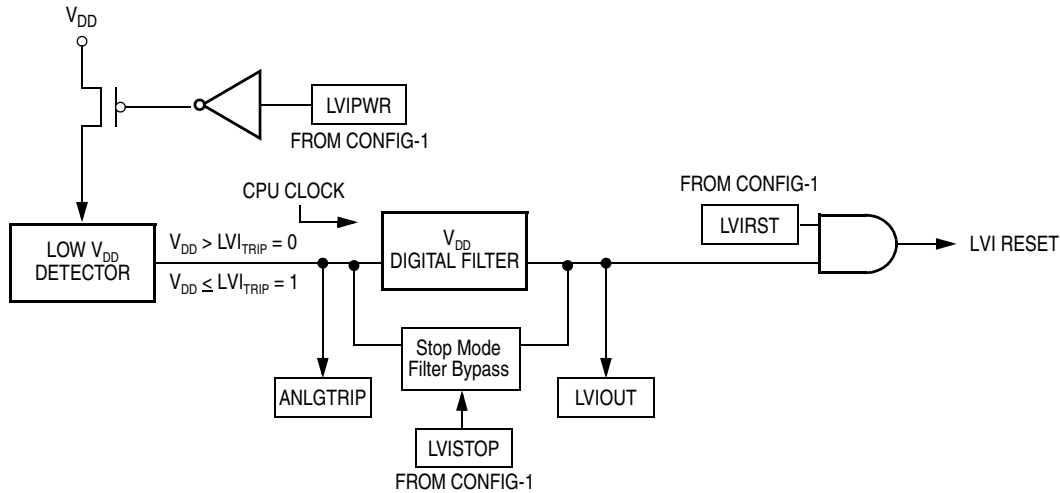 VDD
LVIPWR
FROM CONFIG-1
FROM CONFIG-1
CPU CLOCK
LVIRST
LOW VDD
DETECTOR
VDD > LVITRIP = 0
VDD ≤ LVITRIP = 1
VDD
DIGITAL FILTER
LVI RESET
Stop Mode
Filter Bypass
ANLGTRIP
LVIOUT
LVISTOP
FROM CONFIG-1